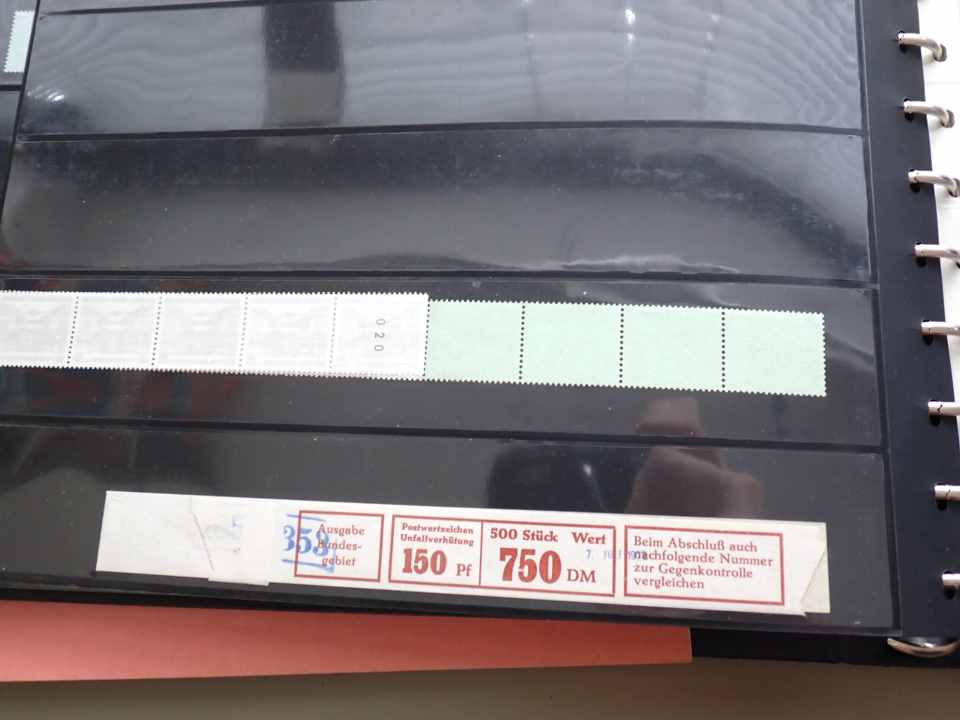 020
353
Ausgabe
Bundes-
gebiet
Postwertzeichen
Unfallverhütung
150 Pf
500 Stück Wert
750 DM
Beim Abschluß auch
nachfolgende Nummer
zur Gegenkontrolle
vergleichen